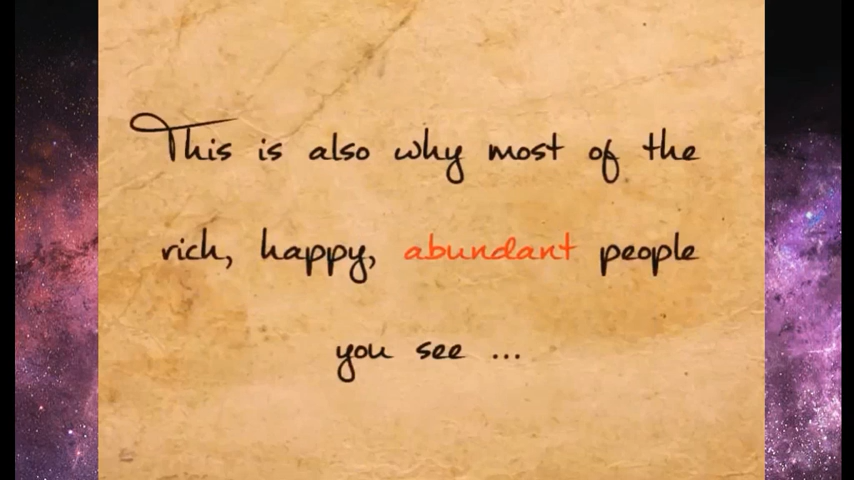 This is also why most of the
rich, happy, abundant people
you see ...